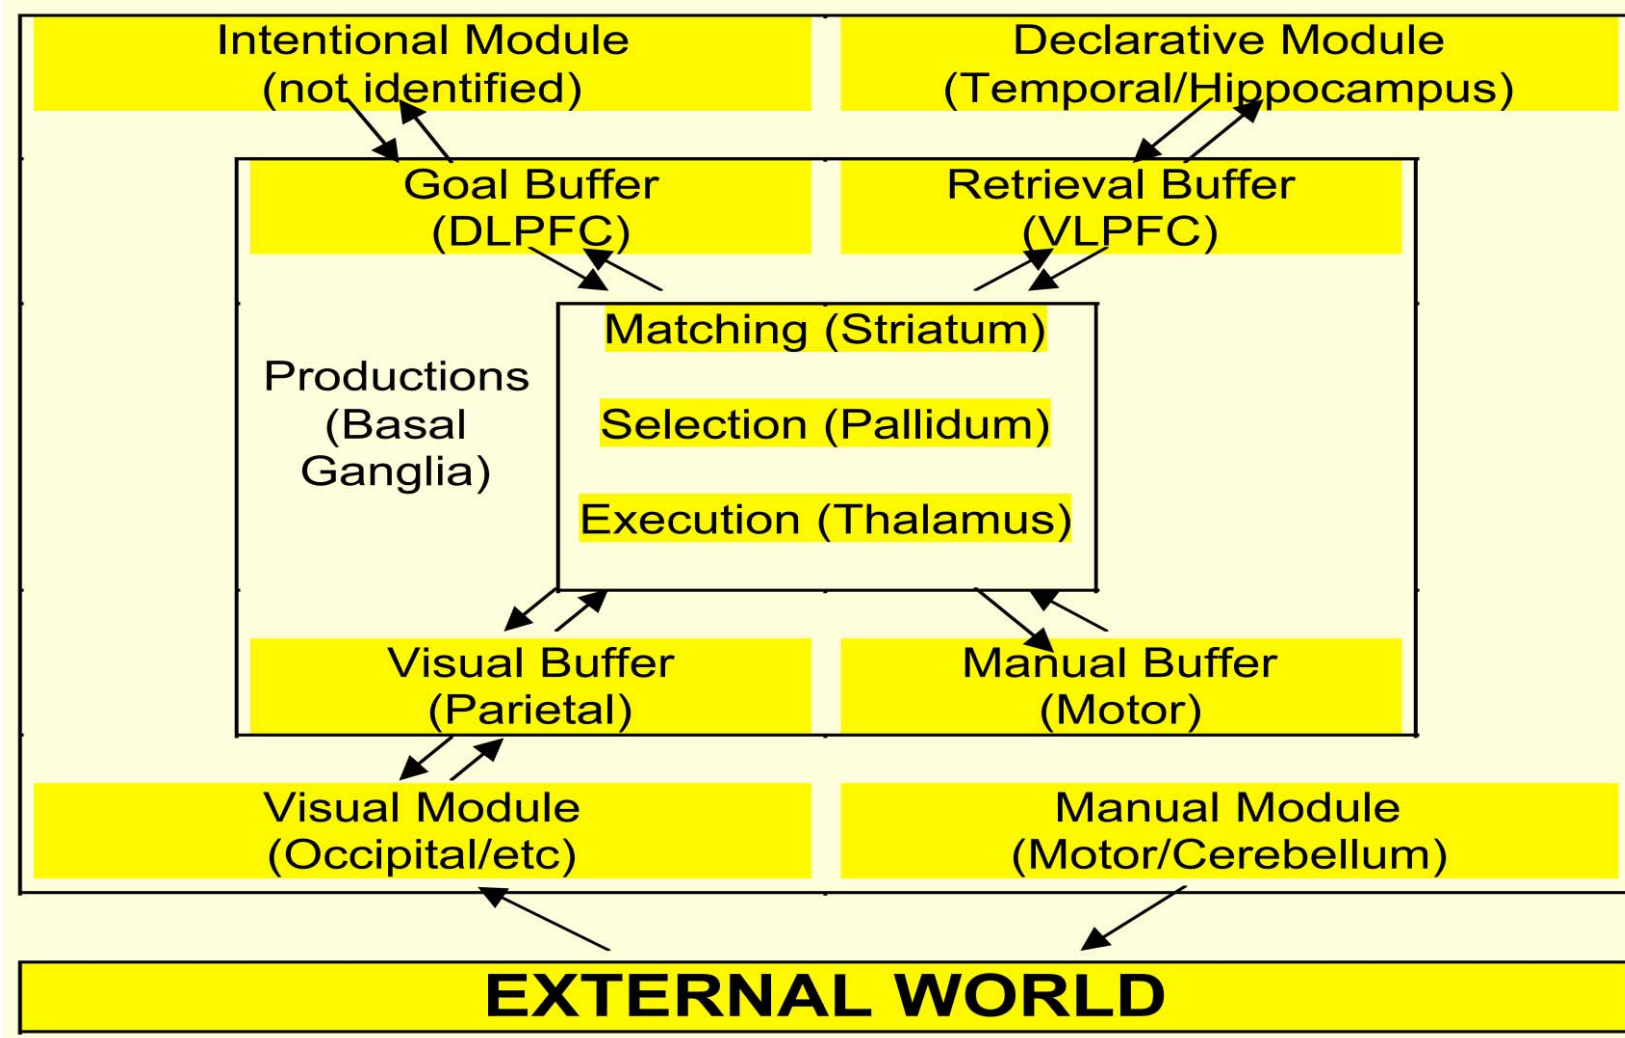 Intentional Module
(not identified)
Declarative Module
(Temporal/Hippocampus)
Goal Buffer
(DLPFC)
Retrieval Buffer
(VLPFC)
Productions
(Basal
Ganglia)
Matching (Striatum)
Selection (Pallidum)
Execution (Thalamus)
Visual Buffer
(Parietal)
Manual Buffer
(Motor)
Visual Module
(Occipital/etc)
Manual Module
(Motor/Cerebellum)
EXTERNAL WORLD